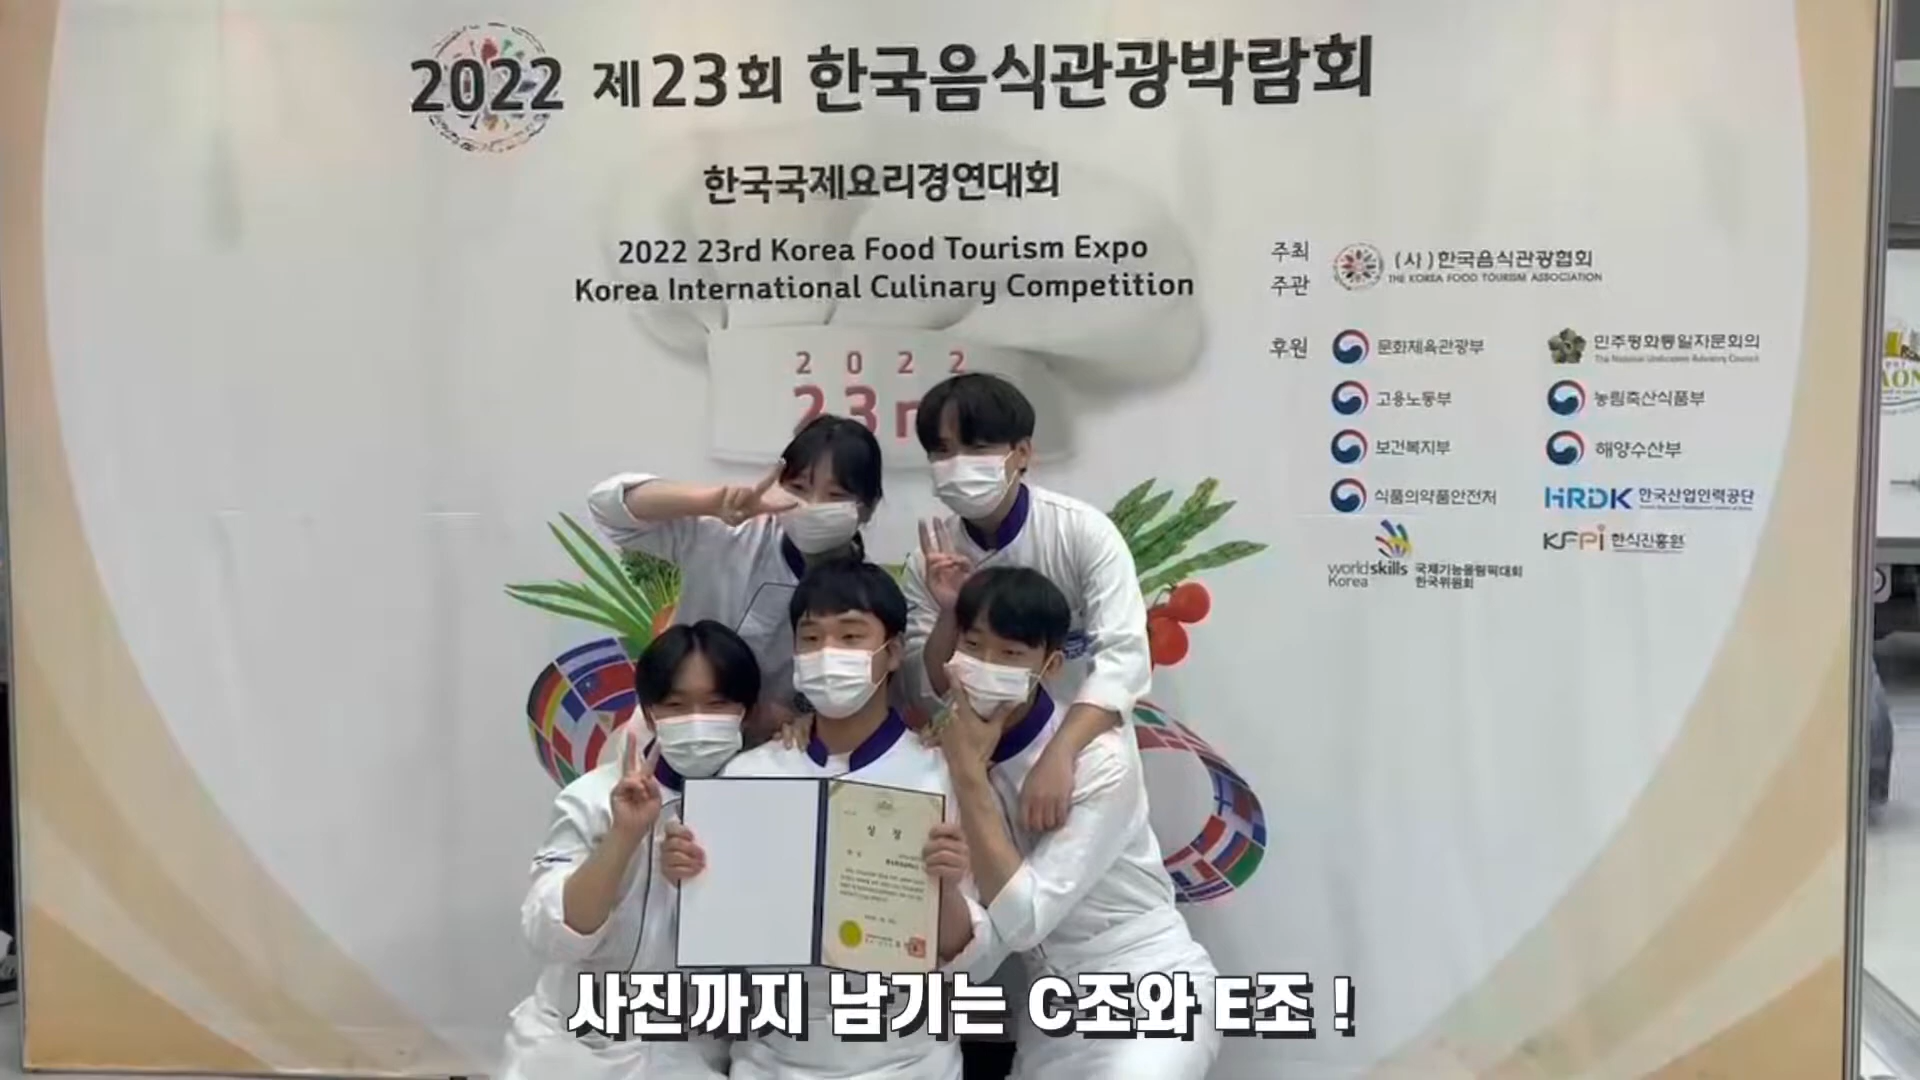 2022 제23회 한국음식관광박람회
한국국제요리경연대회
2022 23rd Korea Food Tourism Expo
Korea International Culinary Competition
주최
주관
(사)한국음식관광협회
THE KOREA FOOD TOURISM ASSOCIATION
후원
문화체육관광부
민주평화통일자문회의
The National Unification Advisory Council
고용노동부
농림축산식품부
보건복지부
해양수산부
식품의약품안전처
HRDK 한국산업인력공단
worldskills
Korea
국제기능올림픽대회
한국위원회
KFPi 한식진흥원
2022
23r
상장
사진까지 남기는 C조와 E조 !